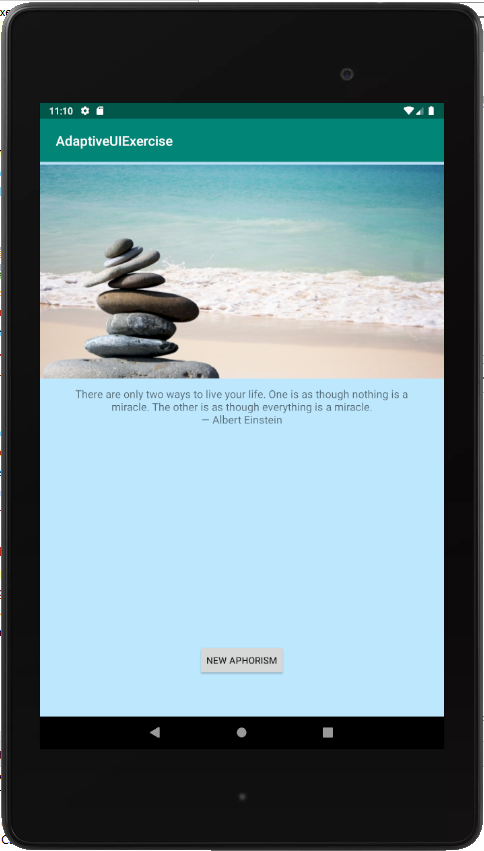 11:10
AdaptiveUIExercise
There are only two ways to live your life. One is as though nothing is a
miracle. The other is as though everything is a miracle.
— Albert Einstein
NEW APHORISM